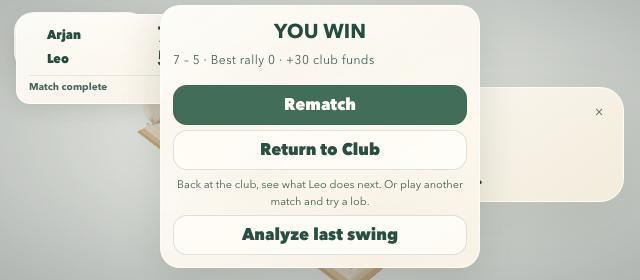 Arjan
Leo
Match complete
YOU WIN
7 – 5 · Best rally 0 · +30 club funds
Rematch
Return to Club
Back at the club, see what Leo does next. Or play another
match and try a lob.
Analyze last swing
×